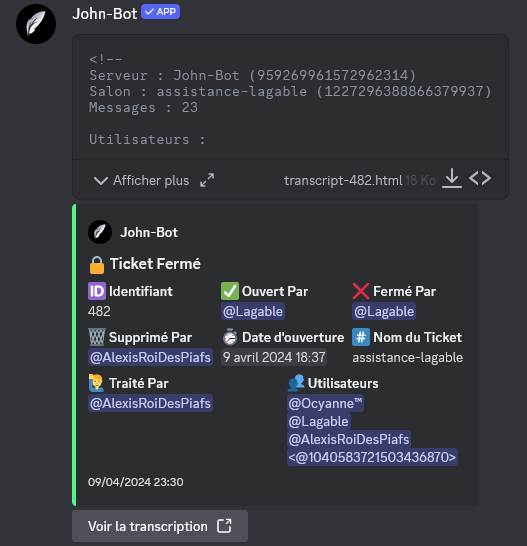 John-Bot ✓ APP
<!--
Serveur : John-Bot (959269961572962314)
Salon : assistance-lagable (1227296388866379937)
Messages : 23
Utilisateurs :
Afficher plus transcript-482.html 18 Ko
John-Bot
🔒 Ticket Fermé
🆔 Identifiant ✅ Ouvert Par ❌ Fermé Par
482 @Lagable @Lagable
🗑️ Supprimé Par ⏱️ Date d'ouverture #️⃣ Nom du Ticket
@AlexisRoiDesPiafs 9 avril 2024 18:37 assistance-lagable
🙋‍♂️ Traité Par 👥 Utilisateurs
@AlexisRoiDesPiafs @Ocyanne™
@Lagable
@AlexisRoiDesPiafs
<@1040583721503436870>
09/04/2024 23:30
Voir la transcription